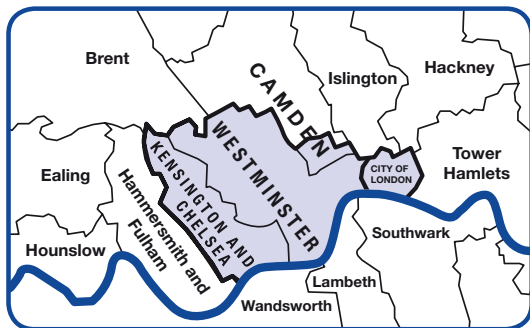 Brent
CAMDEN
Islington
Hackney
WESTMINSTER
KENSINGTON AND
CHELSEA
CITY OF
LONDON
Tower
Hamlets
Ealing
Hammersmith and
Fulham
Hounslow
Southwark
Lambeth
Wandsworth